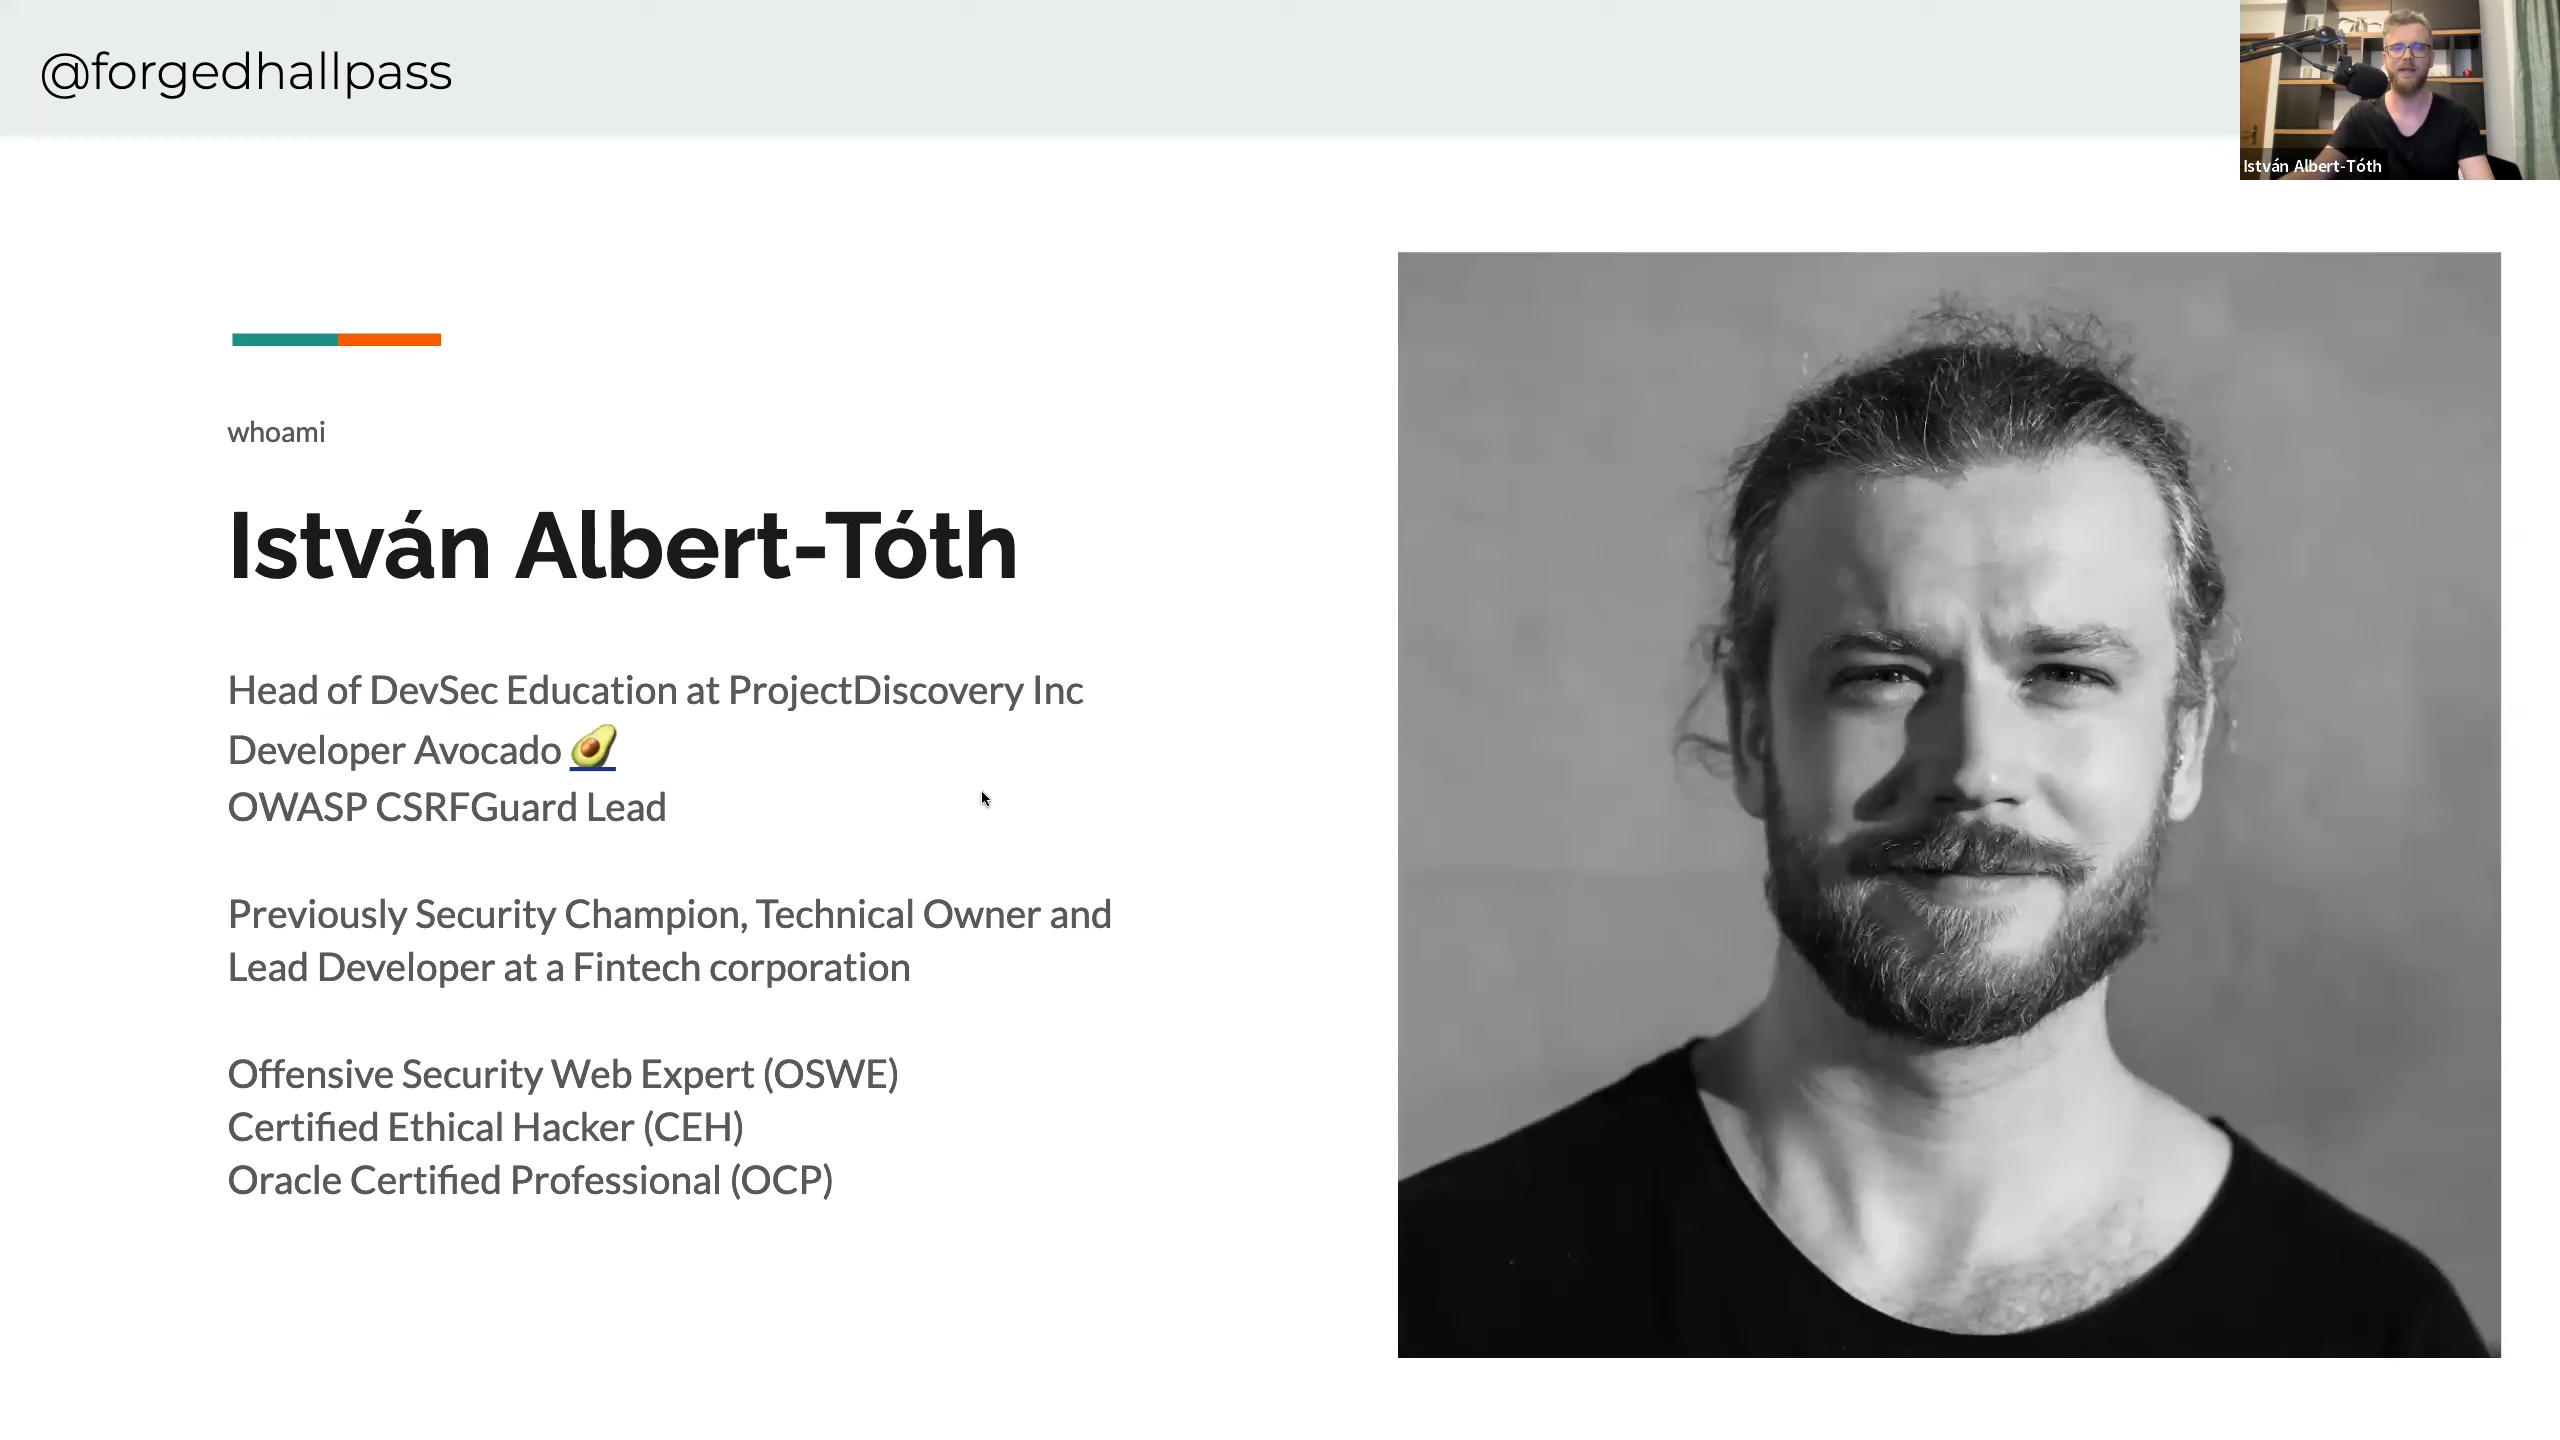 @forgedhallpass
István Albert-Tóth
whoami
István Albert-Tóth
Head of DevSec Education at ProjectDiscovery Inc
Developer Avocado 🥑
OWASP CSRFGuard Lead
Previously Security Champion, Technical Owner and
Lead Developer at a Fintech corporation
Offensive Security Web Expert (OSWE)
Certified Ethical Hacker (CEH)
Oracle Certified Professional (OCP)